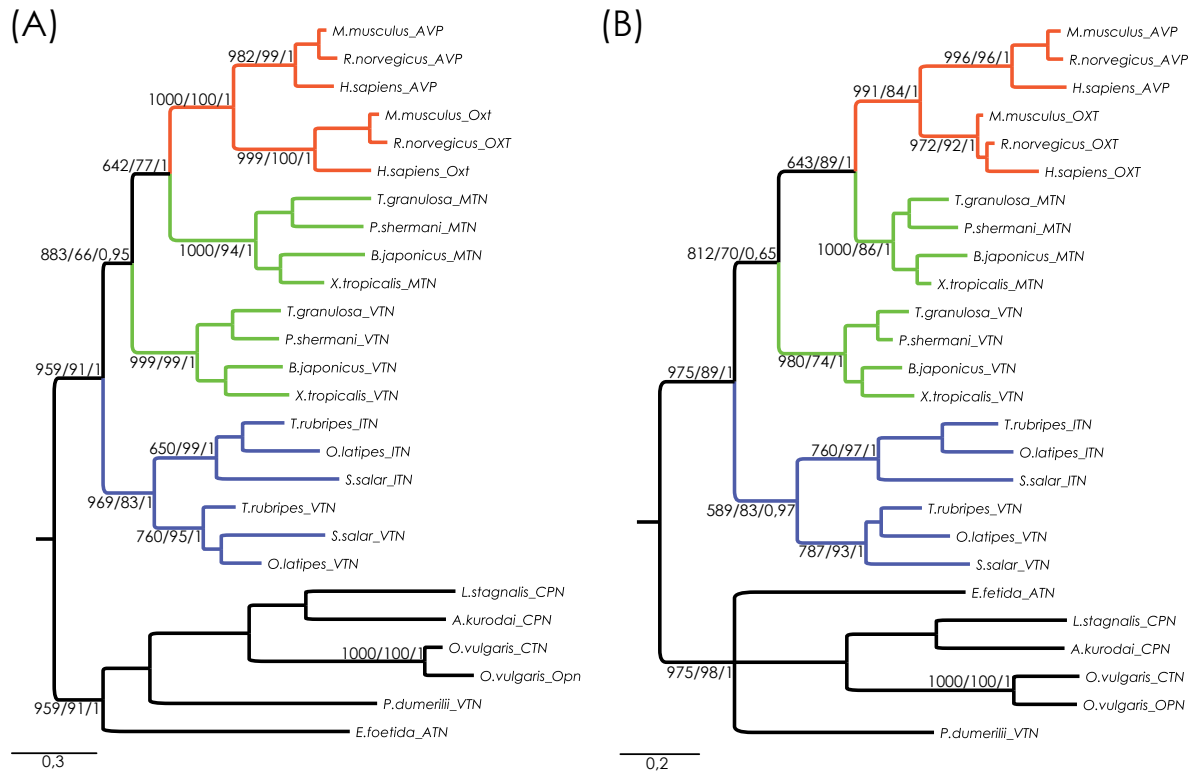 (A)
M.musculus_AVP
982/99/1
R.norvegicus_AVP
H.sapiens_AVP
1000/100/1
M.musculus_Oxt
R.norvegicus_OXT
999/100/1
H.sapiens_Oxt
642/77/1
T.granulosa_MTN
P.shermani_MTN
1000/94/1
B.japonicus_MTN
883/66/0,95
X.tropicalis_MTN
T.granulosa_VTN
P.shermani_VTN
999/99/1
B.japonicus_VTN
959/91/1
X.tropicalis_VTN
T.rubripes_ITN
650/99/1
O.latipes_ITN
S.salar_ITN
969/83/1
T.rubripes_VTN
760/95/1
S.salar_VTN
O.latipes_VTN
L.stagnalis_CPN
A.kurodai_CPN
O.vulgaris_CTN
1000/100/1
O.vulgaris_Opn
P.dumerilii_VTN
959/91/1
E.foetida_ATN
0,3
(B)
M.musculus_AVP
996/96/1
R.norvegicus_AVP
H.sapiens_AVP
991/84/1
M.musculus_OXT
R.norvegicus_OXT
972/92/1
H.sapiens_OXT
643/89/1
T.granulosa_MTN
P.shermani_MTN
1000/86/1
B.japonicus_MTN
812/70/0,65
X.tropicalis_MTN
T.granulosa_VTN
P.shermani_VTN
980/74/1
B.japonicus_VTN
975/89/1
X.tropicalis_VTN
T.rubripes_ITN
760/97/1
O.latipes_ITN
S.salar_ITN
589/83/0,97
T.rubripes_VTN
O.latipes_VTN
787/93/1
S.salar_VTN
E.fetida_ATN
L.stagnalis_CPN
A.kurodai_CPN
975/98/1
O.vulgaris_CTN
1000/100/1
O.vulgaris_OPN
P.dumerilii_VTN
0,2